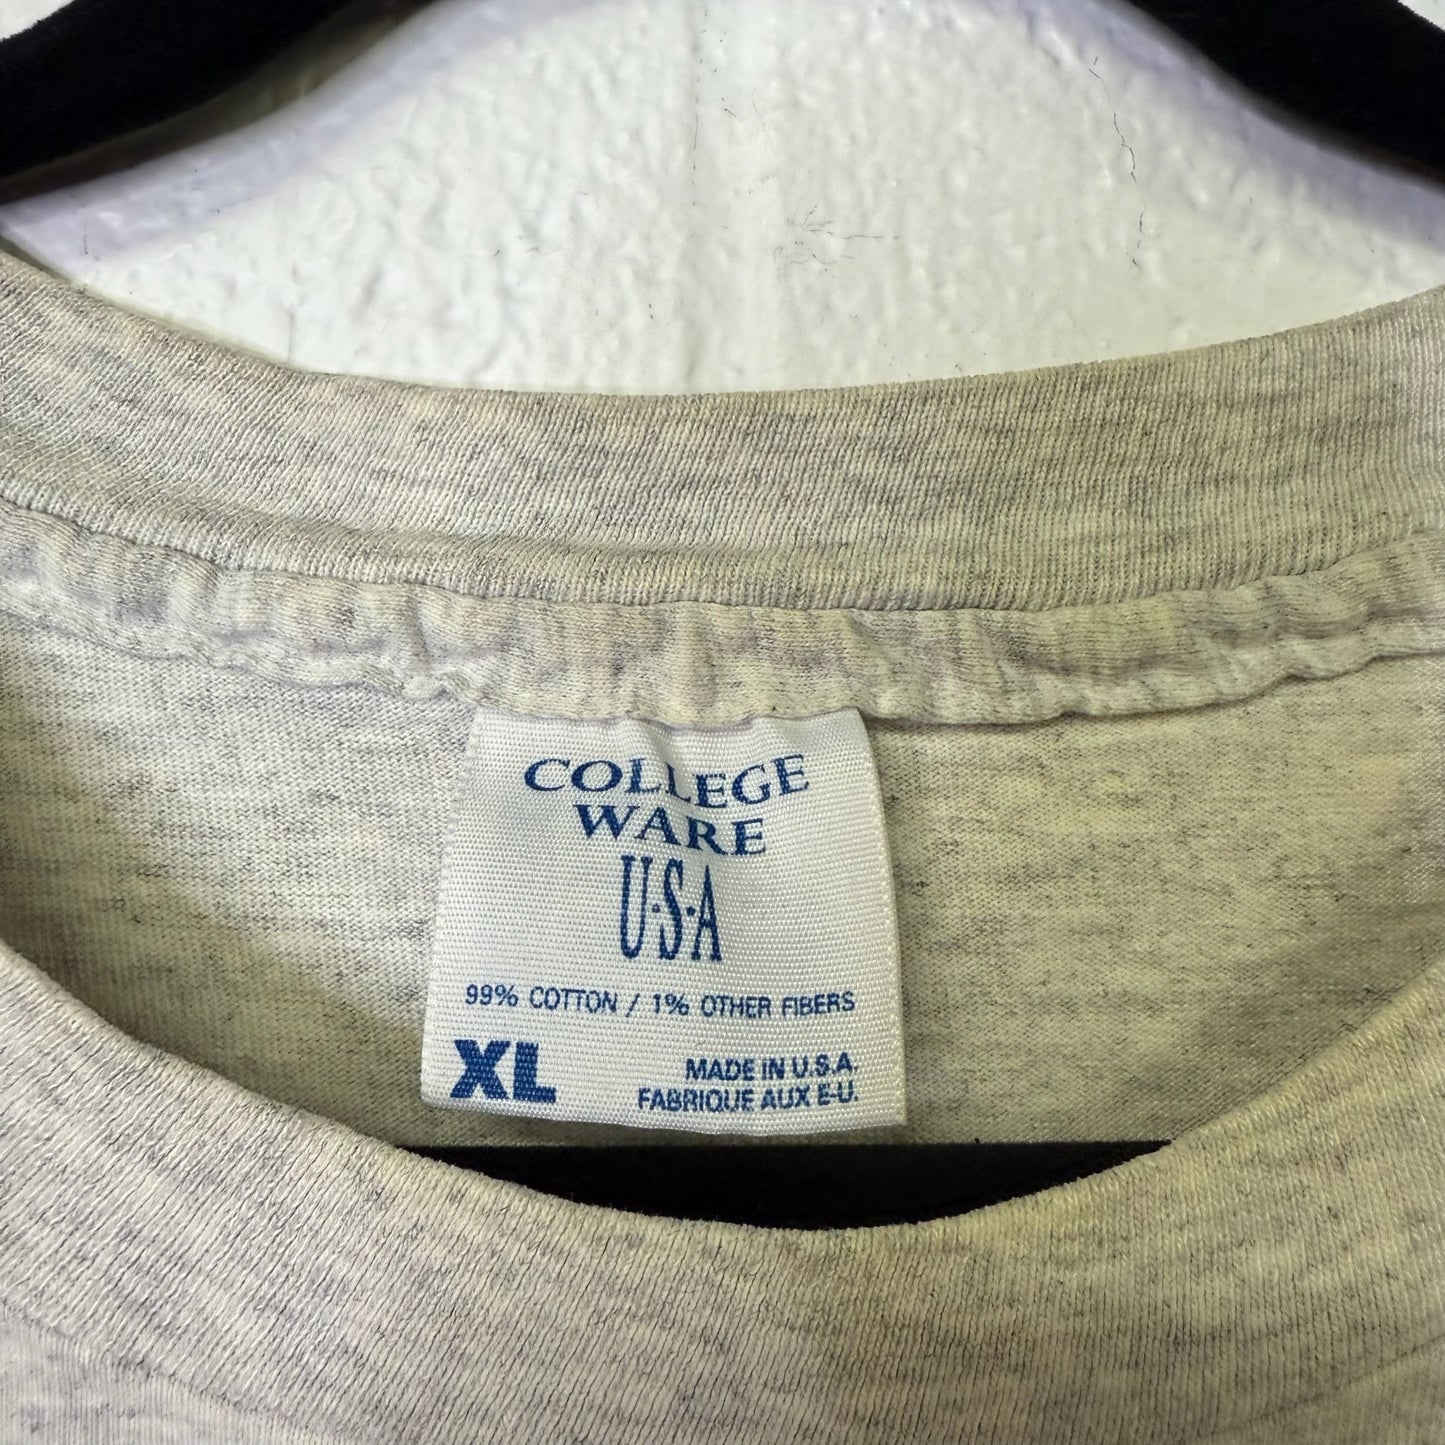 COLLEGE
WARE
U·S·A
99% COTTON / 1% OTHER FIBERS
XL
MADE IN U.S.A.
FABRIQUE AUX E-U.